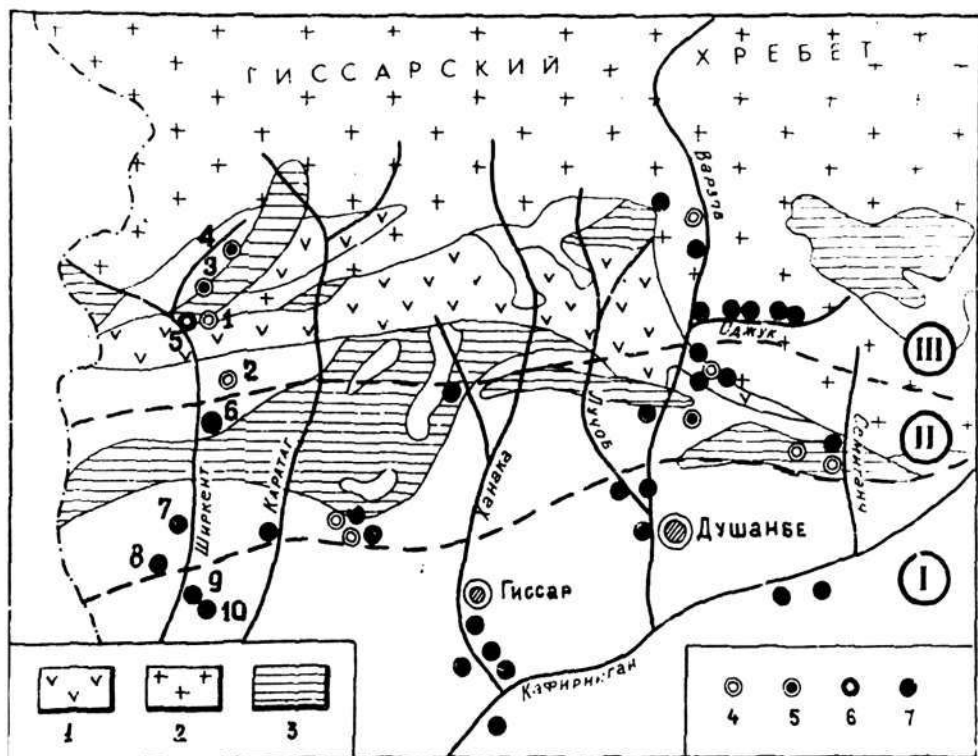 ГИССАРСКИЙ ХРЕБЕТ
Варзоб
4
3
1
5
Оджук
III
2
6
Лучоб
II
Семиганч
Ширкент
Каратаг
Ханака
7
Душанбе
8
I
9
Гиссар
10
Кафирниган
1 2 3
4 5 6 7